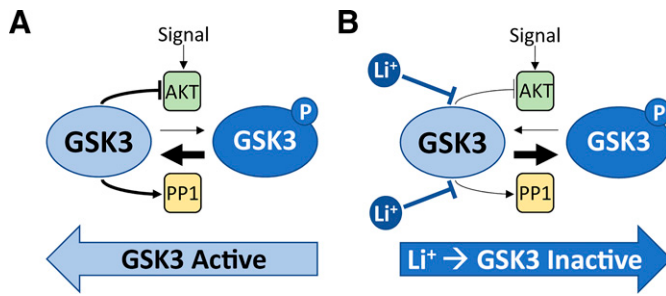 A
Signal
AKT
GSK3
GSK3
P
PP1
GSK3 Active
B
Signal
Li⁺
AKT
GSK3
GSK3
P
Li⁺
PP1
Li⁺ → GSK3 Inactive